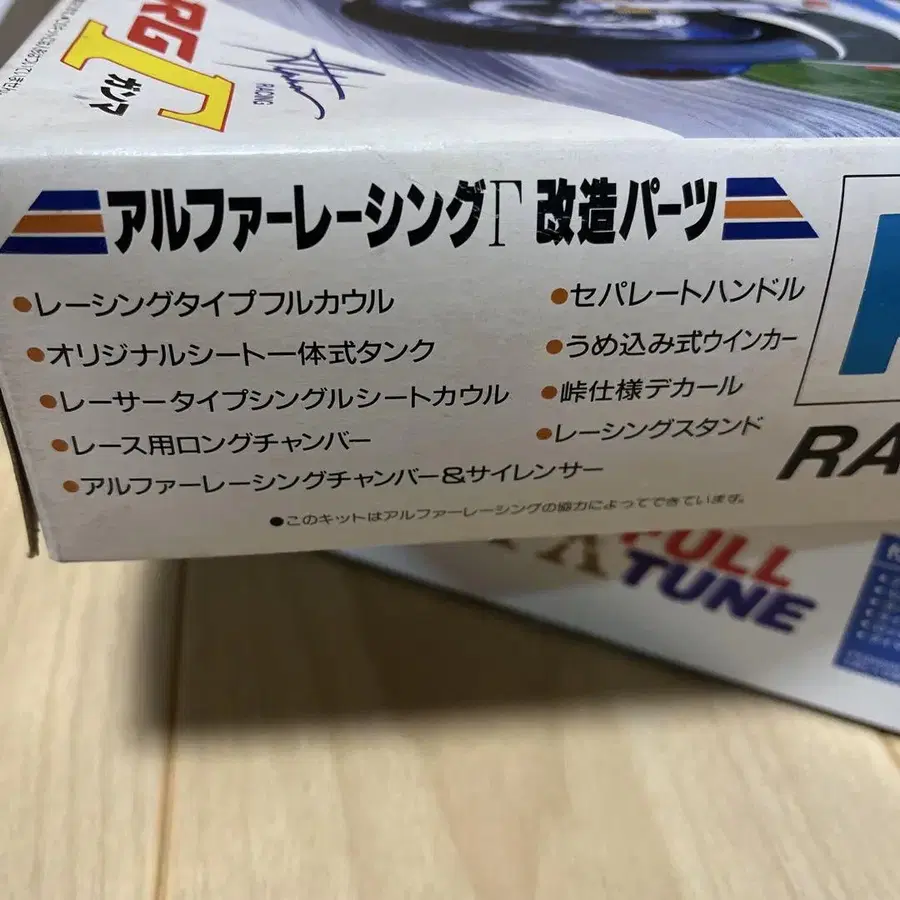 RGΓ
ガンマ
RACING
アルファーレーシングΓ 改造パーツ
●レーシングタイプフルカウル
●オリジナルシート一体式タンク
●レーサータイプシングルシートカウル
●レース用ロングチャンバー
●アルファーレーシングチャンバー&サイレンサー
●セパレートハンドル
●うめ込み式ウインカー
●峠仕様デカール
●レーシングスタンド
●このキットはアルファーレーシングの協力によってできています。
RA
FULL
TUNE